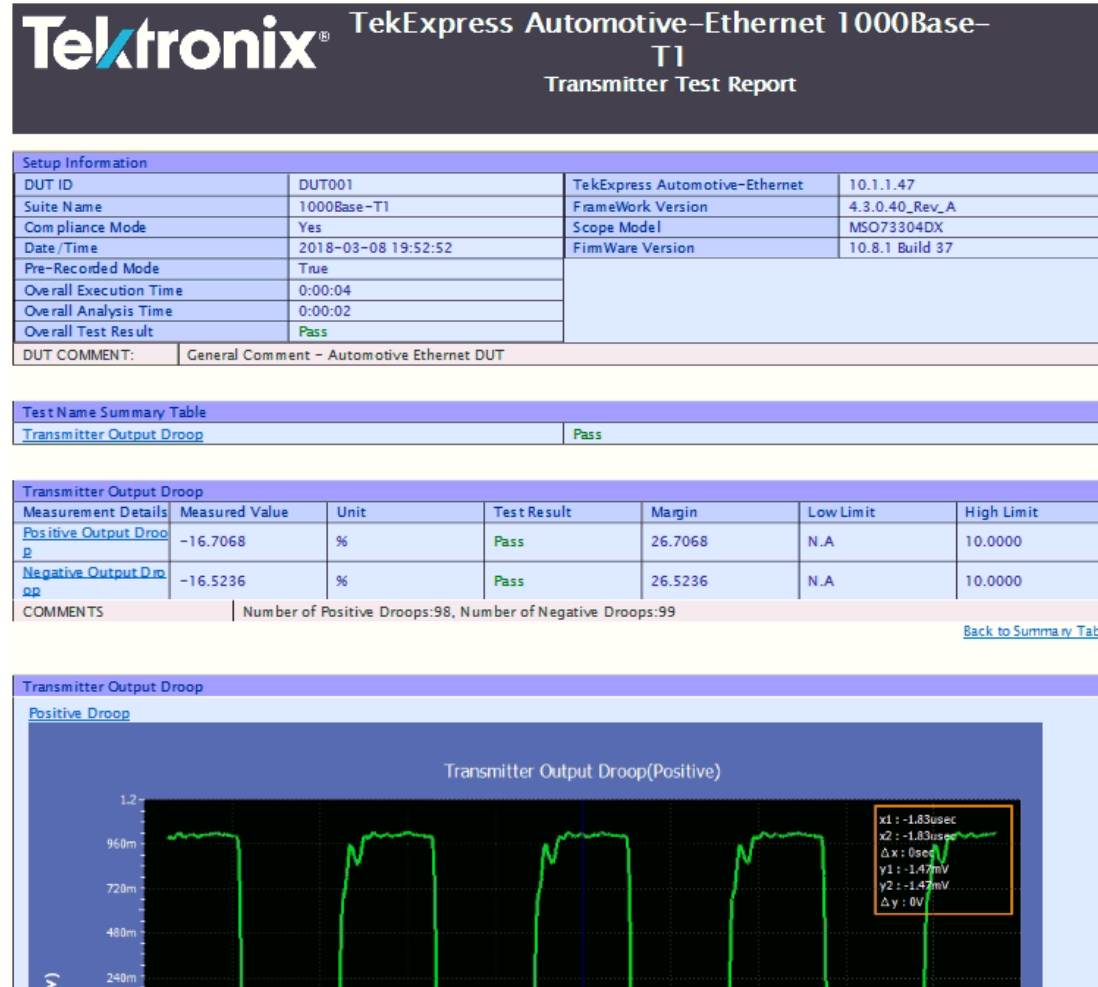 Tektronix® TekExpress Automotive-Ethernet 1000Base-
T1
Transmitter Test Report
Setup Information
DUT ID DUT001 TekExpress Automotive-Ethernet 10.1.1.47
Suite Name 1000Base-T1 FrameWork Version 4.3.0.40_Rev_A
Compliance Mode Yes Scope Model MSO73304DX
Date/Time 2018-03-08 19:52:52 FirmWare Version 10.8.1 Build 37
Pre-Recorded Mode True
Overall Execution Time 0:00:04
Overall Analysis Time 0:00:02
Overall Test Result Pass
DUT COMMENT: General Comment - Automotive Ethernet DUT
Test Name Summary Table
Transmitter Output Droop Pass
Transmitter Output Droop
Measurement Details Measured Value Unit Test Result Margin Low Limit High Limit
Positive Output Droo
p -16.7068 % Pass 26.7068 N.A 10.0000
Negative Output Dro
op -16.5236 % Pass 26.5236 N.A 10.0000
COMMENTS Number of Positive Droops:98, Number of Negative Droops:99
Back to Summary Tab
Transmitter Output Droop
Positive Droop
Transmitter Output Droop(Positive)
1.2
960m
720m
480m
240m
x1 : -1.83usec
x2 : -1.83usec
Δx : 0sec
y1 : -1.47mV
y2 : -1.47mV
Δy : 0V